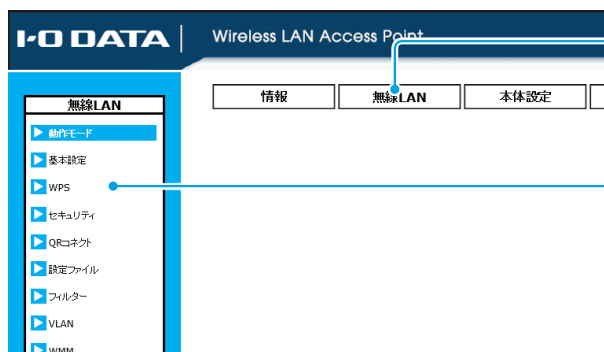 I-O DATA
Wireless LAN Access Point
情報
無線LAN
本体設定
無線LAN
動作モード
基本設定
WPS
セキュリティ
QRコネクト
設定ファイル
フィルター
VLAN
WMM